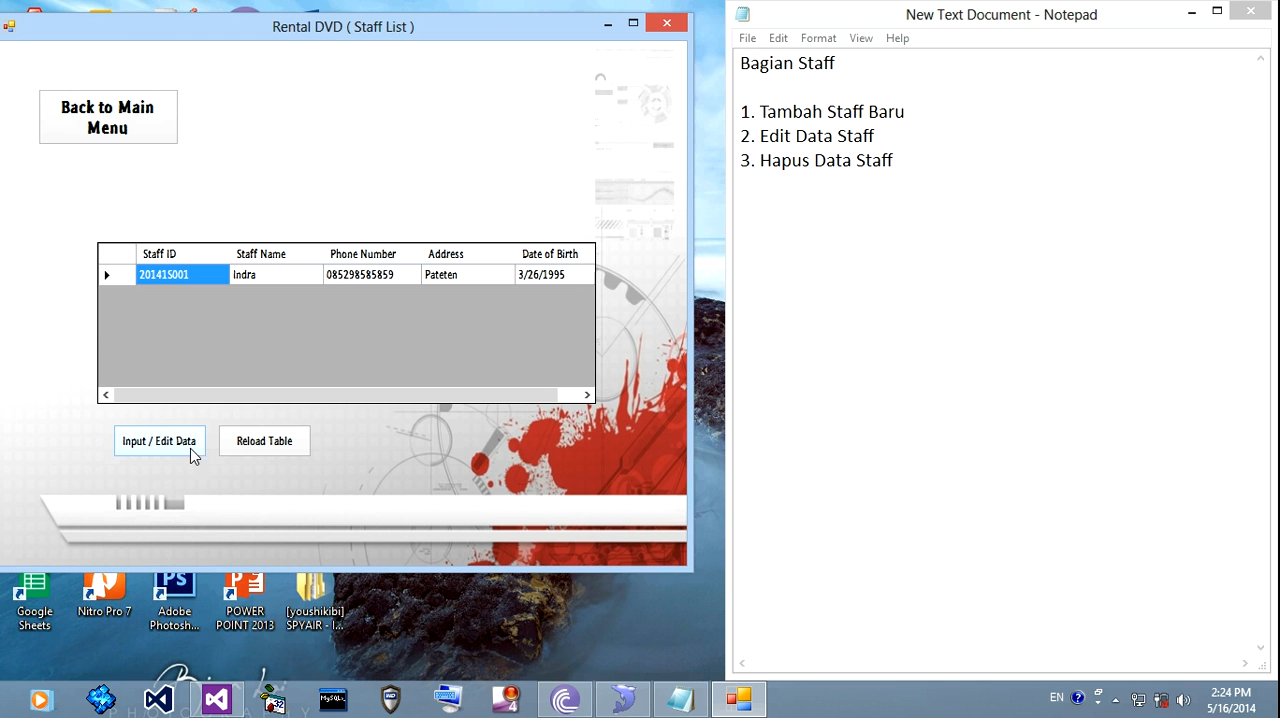 Rental DVD ( Staff List )
Back to Main
Menu
Staff ID Staff Name Phone Number Address Date of Birth
20141S001 Indra 085298585859 Pateten 3/26/1995
Input / Edit Data Reload Table
New Text Document - Notepad
File Edit Format View Help
Bagian Staff
1. Tambah Staff Baru
2. Edit Data Staff
3. Hapus Data Staff
Google
Sheets
Nitro Pro 7
Adobe
Photosh...
POWER
POINT 2013
[youshikibi]
SPYAIR - I...
PHOTOGRAPHY
EN
2:24 PM
5/16/2014